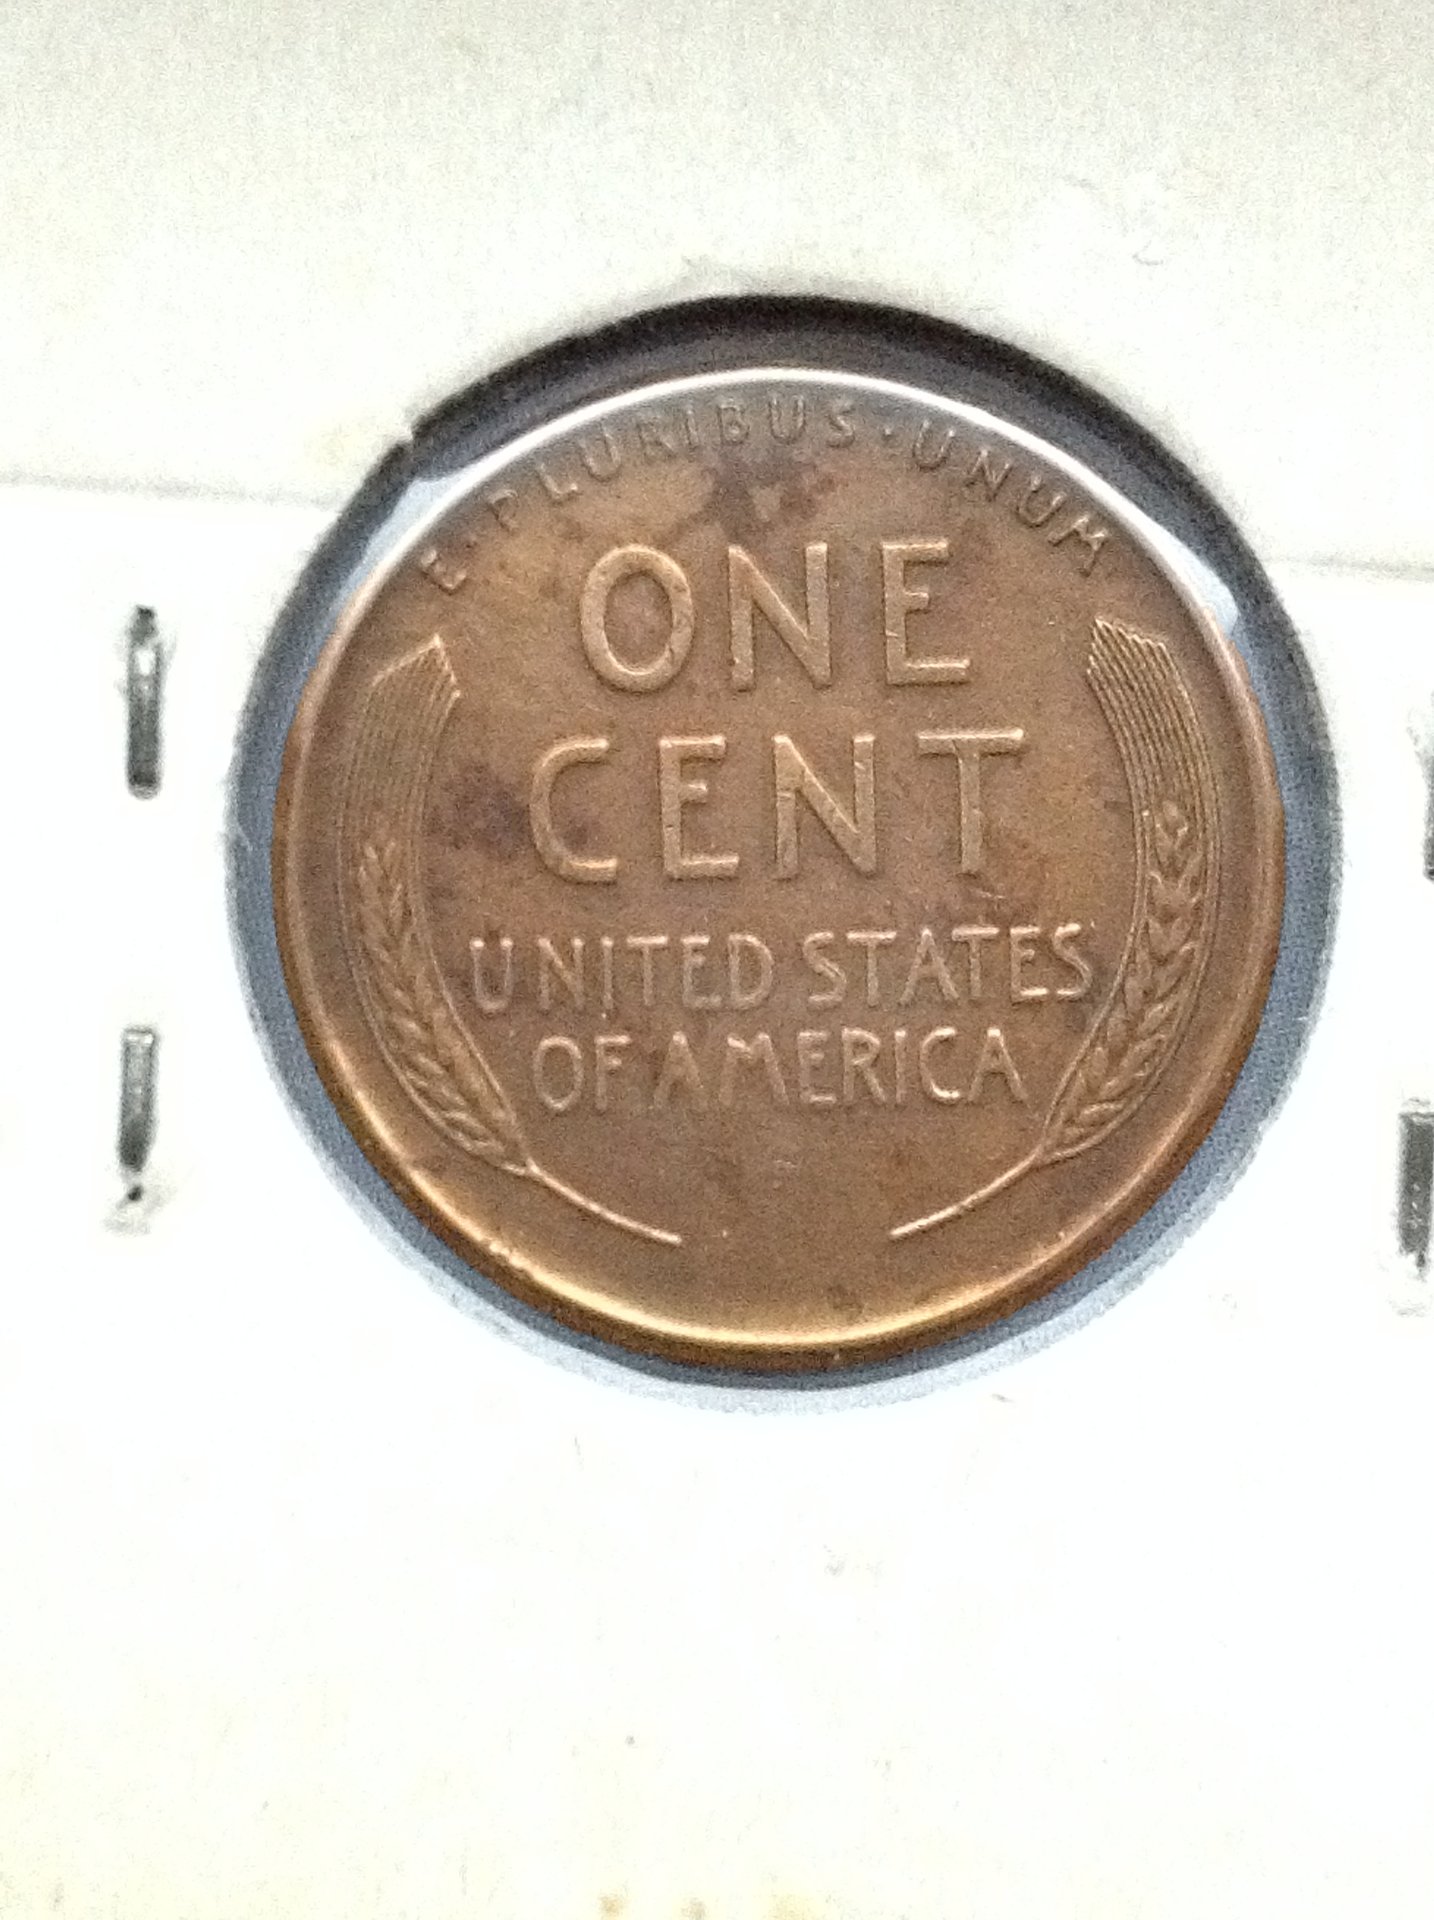 E · PLURIBUS · UNUM
ONE
CENT
UNITED STATES
OF AMERICA